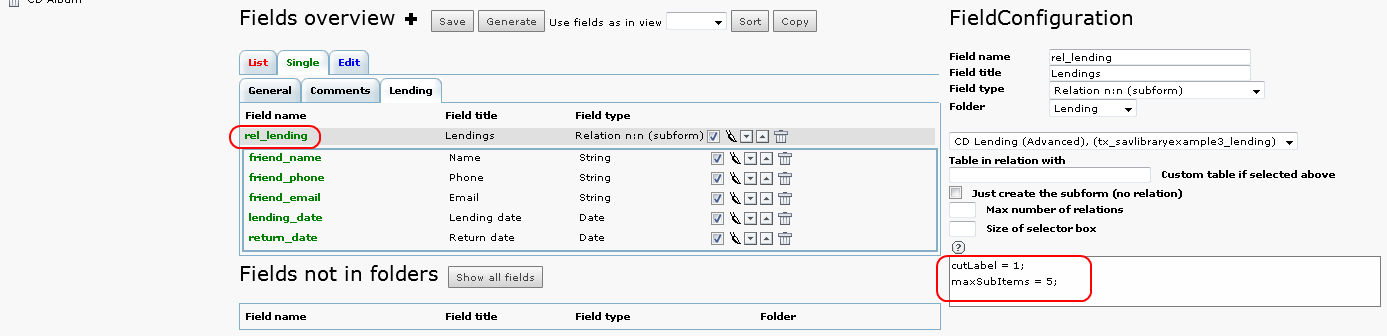 CD Album
Fields overview +
Save Generate Use fields as in view Sort Copy
List Single Edit
General Comments Lending
Field name Field title Field type
rel_lending Lendings Relation n:n (subform)
friend_name Name String
friend_phone Phone String
friend_email Email String
lending_date Lending date Date
return_date Return date Date
Fields not in folders Show all fields
Field name Field title Field type Folder
FieldConfiguration
Field name rel_lending
Field title Lendings
Field type Relation n:n (subform)
Folder Lending
CD Lending (Advanced), (tx_savlibraryexample3_lending)
Table in relation with
Custom table if selected above
Just create the subform (no relation)
Max number of relations
Size of selector box
?
cutLabel = 1;
maxSubItems = 5;